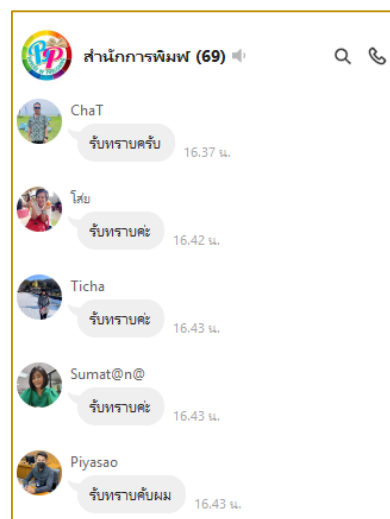 สำนักการพิมพ์ (69)
ChaT
รับทราบครับ
16.37 น.
โส่ย
รับทราบค่ะ
16.42 น.
Ticha
รับทราบค่ะ
16.43 น.
Sumat@n@
รับทราบค่ะ
16.43 น.
Piyasao
รับทราบคับผม
16.43 น.